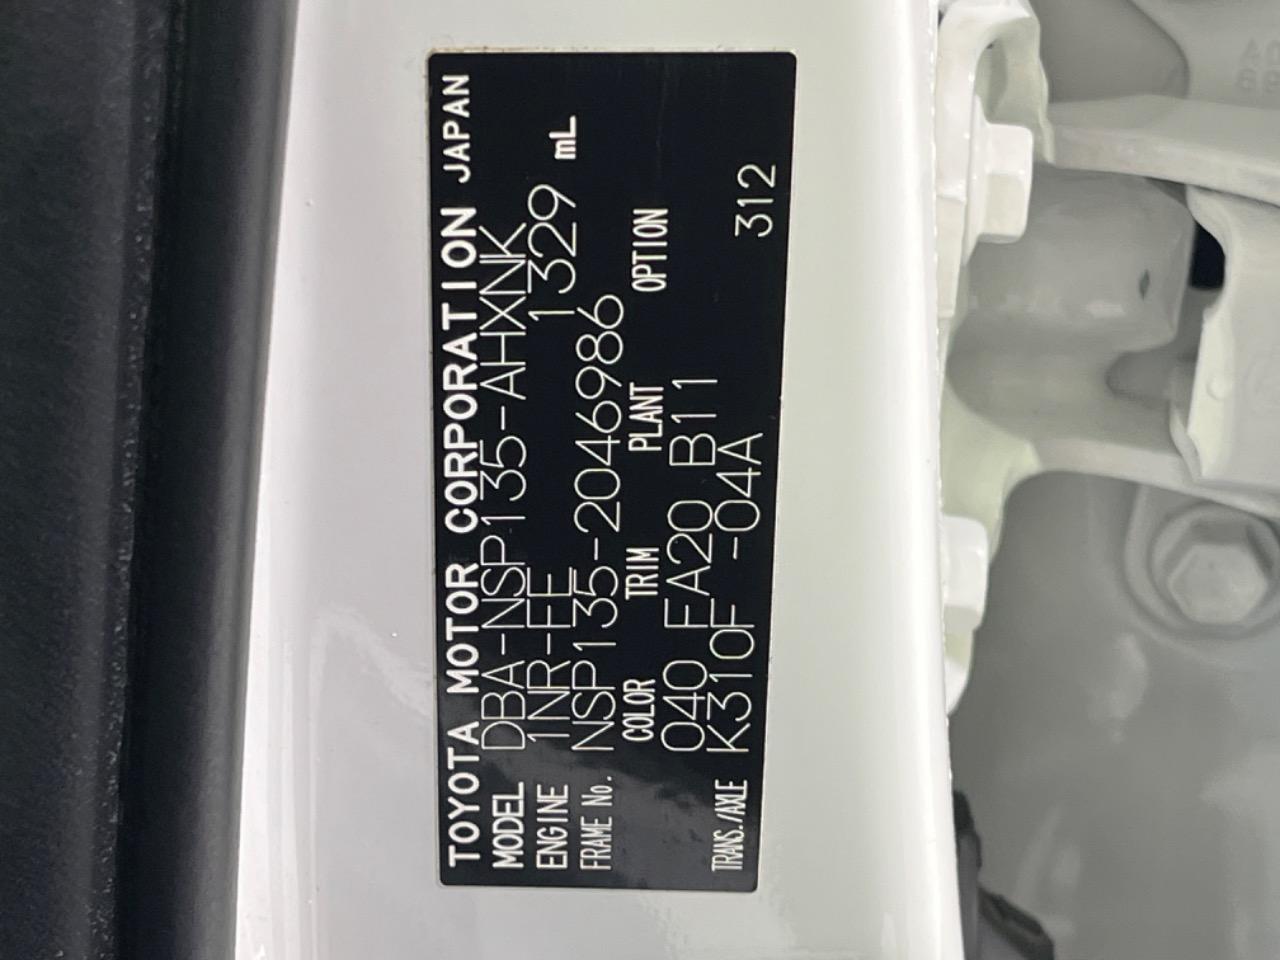 TOYOTA MOTOR CORPORATION JAPAN
MODEL DBA-NSP135-AHXNK
ENGINE 1NR-FE 1329 mL
FRAME No. NSP135-2046986
COLOR TRIM PLANT OPTION
040 FA20 B11
TRANS./AXLE K310F -04A 312